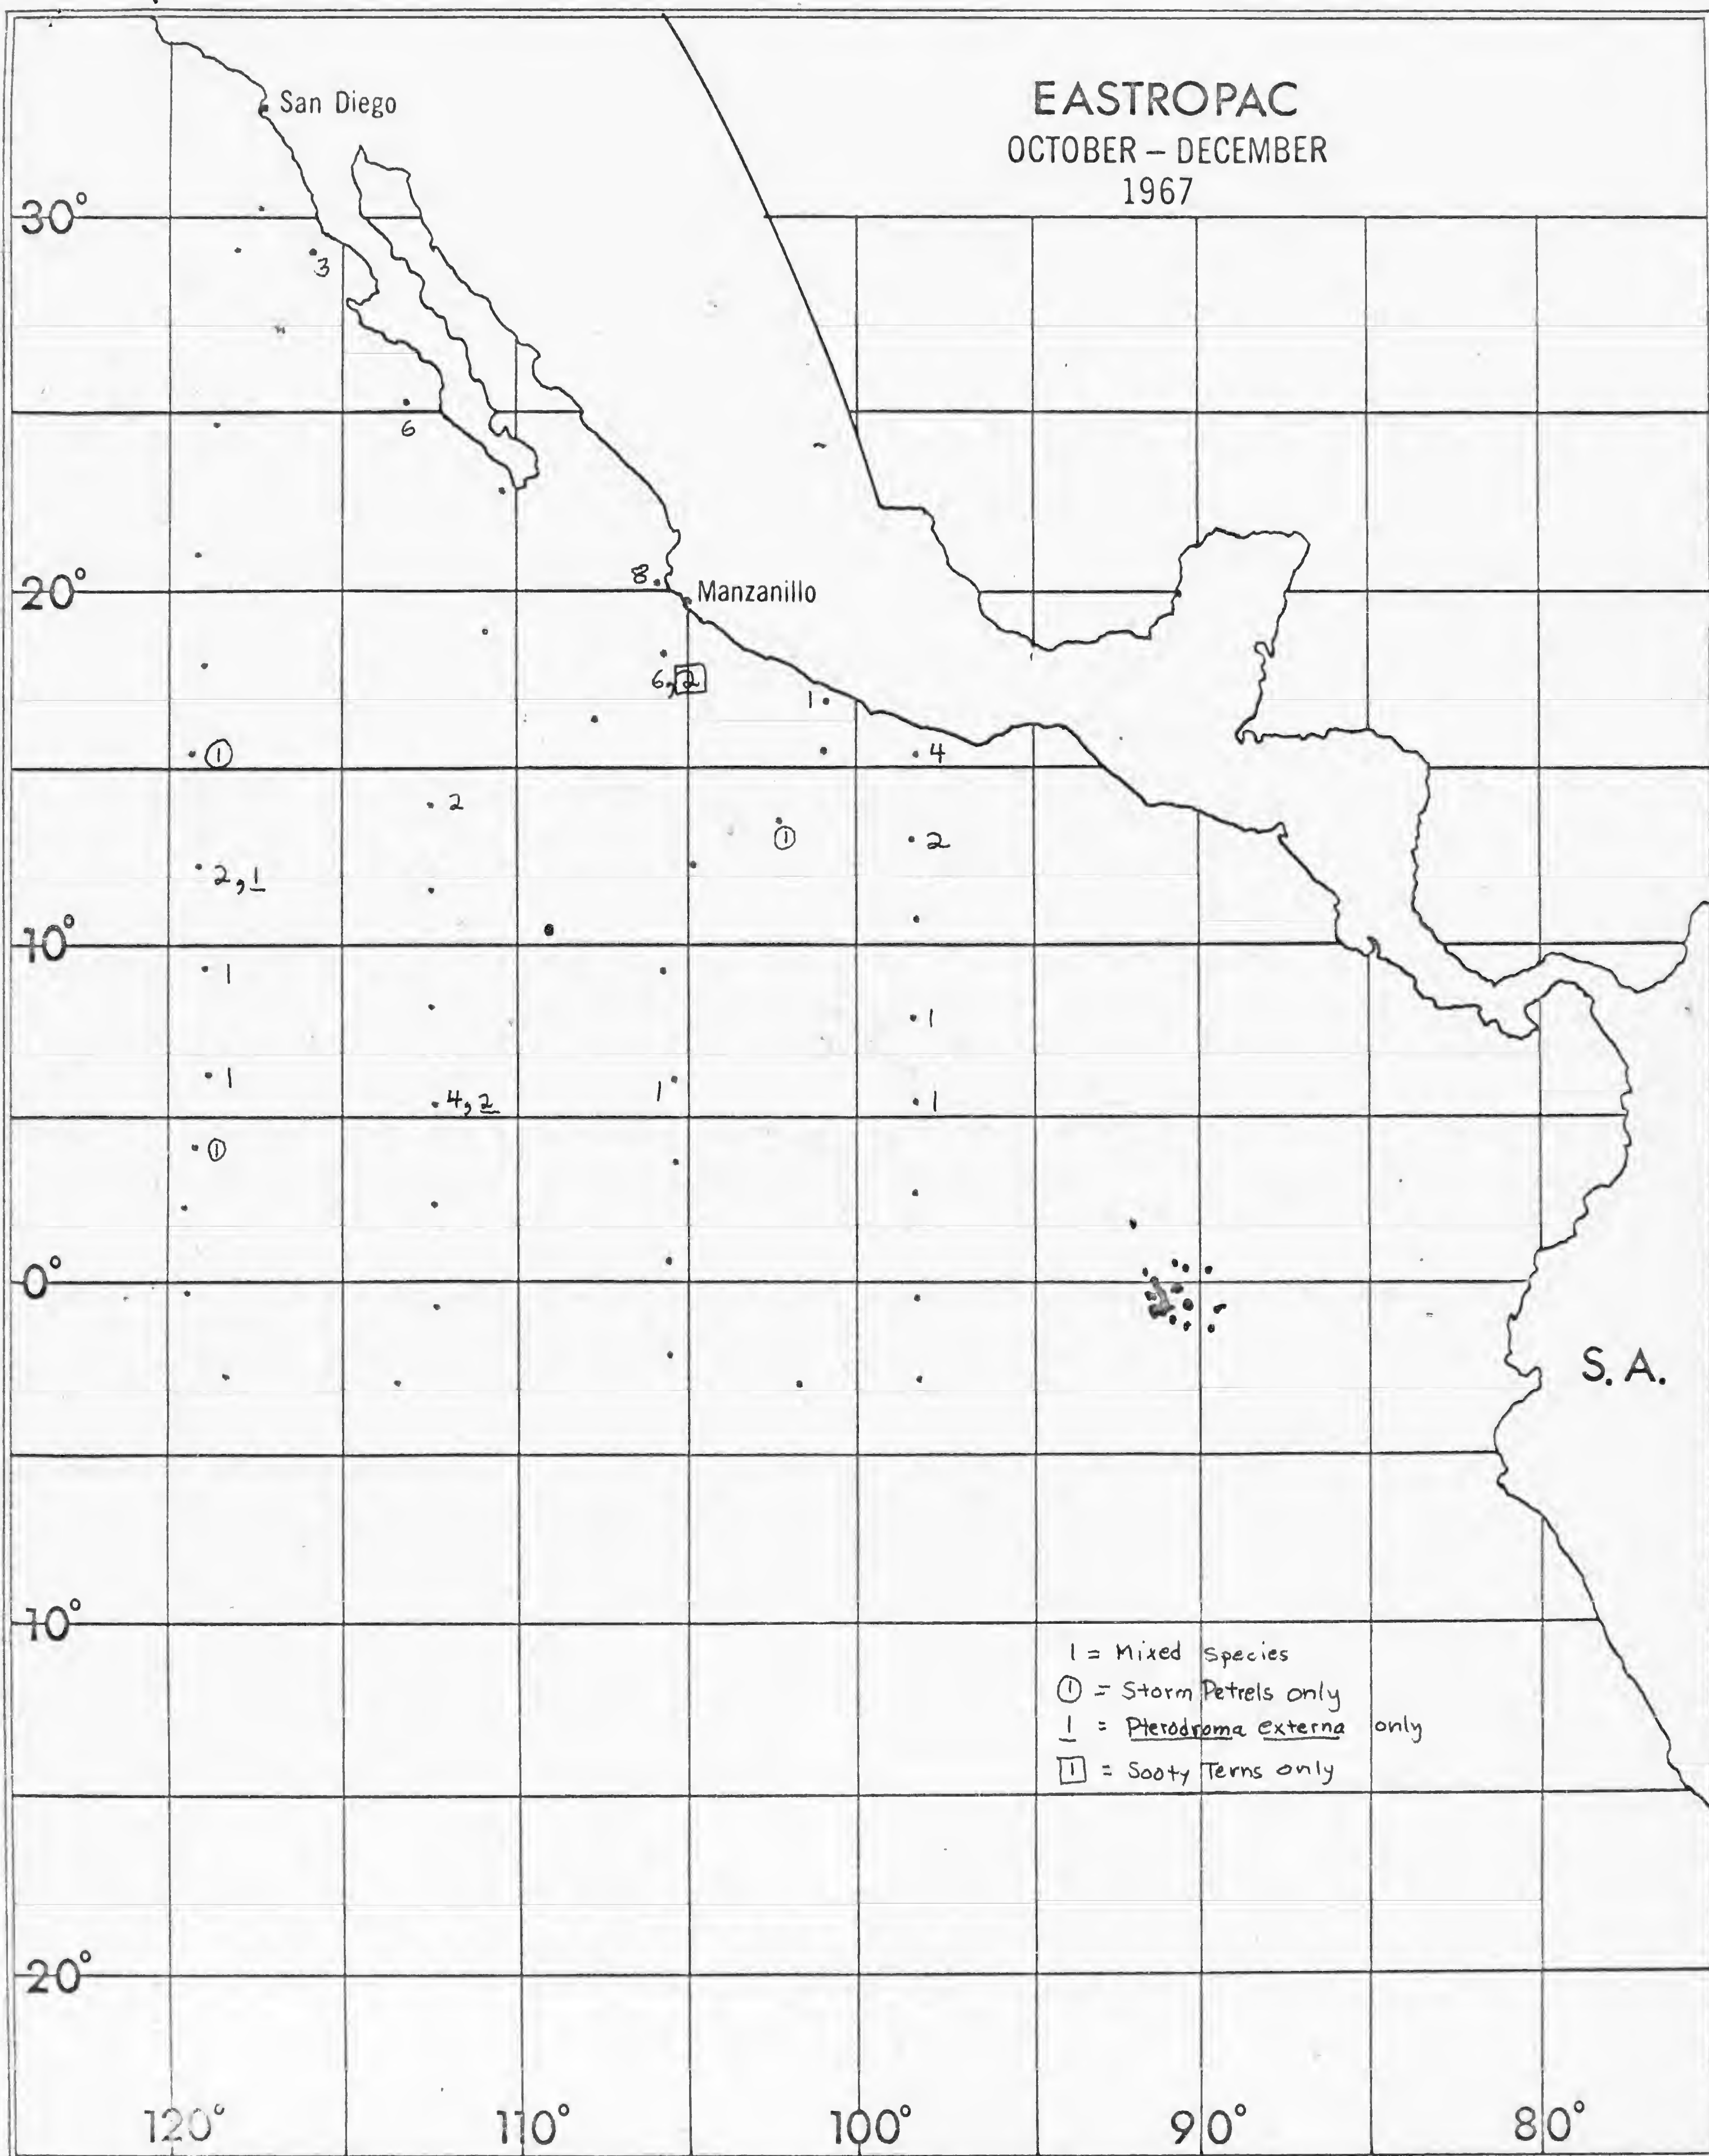 EASTROPAC
OCTOBER – DECEMBER
1967
San Diego
30°
3
6
8
20°
Manzanillo
6, 2
1
1
4
2
1
2
2, 1
10°
1
1
1
4, 2
1
1
1
0°
S. A.
10°
1 = Mixed Species
1 = Storm Petrels only
1 = Pterodroma externa only
1 = Sooty Terns only
20°
120° 110° 100° 90° 80°